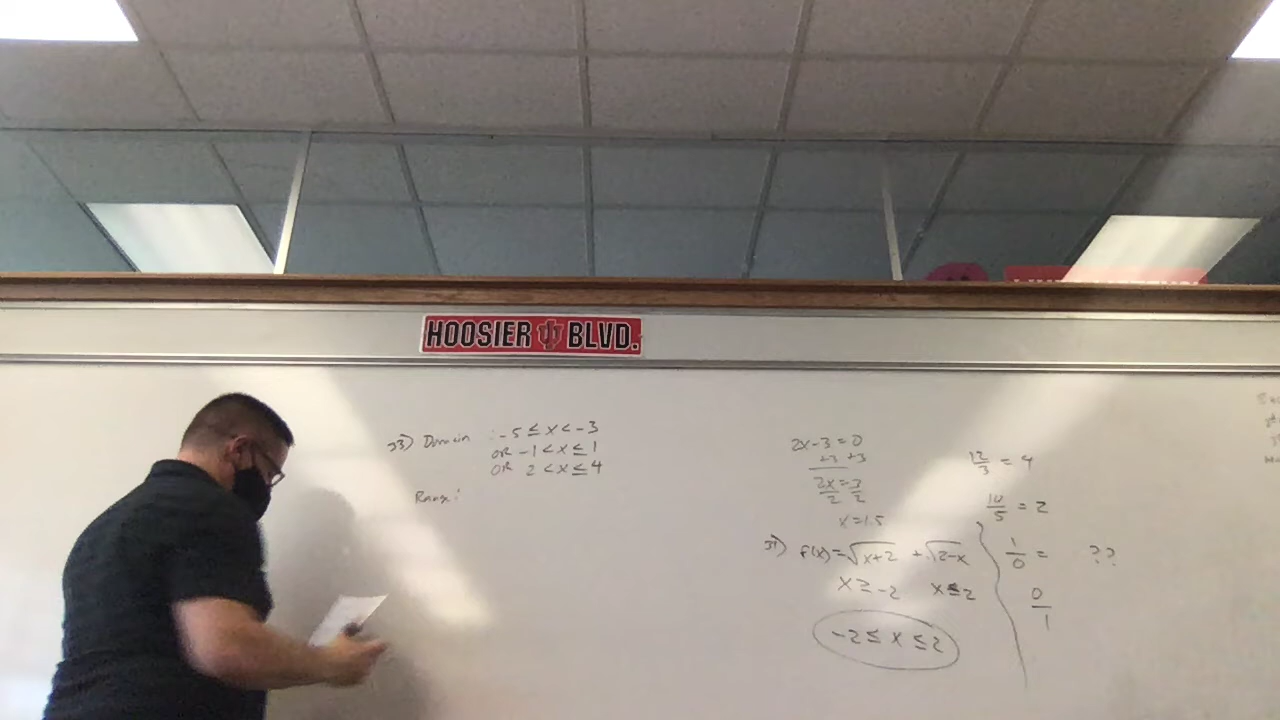 HOOSIER BLVD.
33) Domain : -5 ≤ x < -3
OR -1 < x ≤ 1
OR 2 < x ≤ 4
Range:
2x-3=0
+3 +3
2x = 3
2 2
x=1.5
37) f(x)=√x+2 + √2-x
x ≥ -2 x ≤ 2
-2 ≤ x ≤ 2
12/3 = 4
10/5 = 2
1/0 = ??
0/1